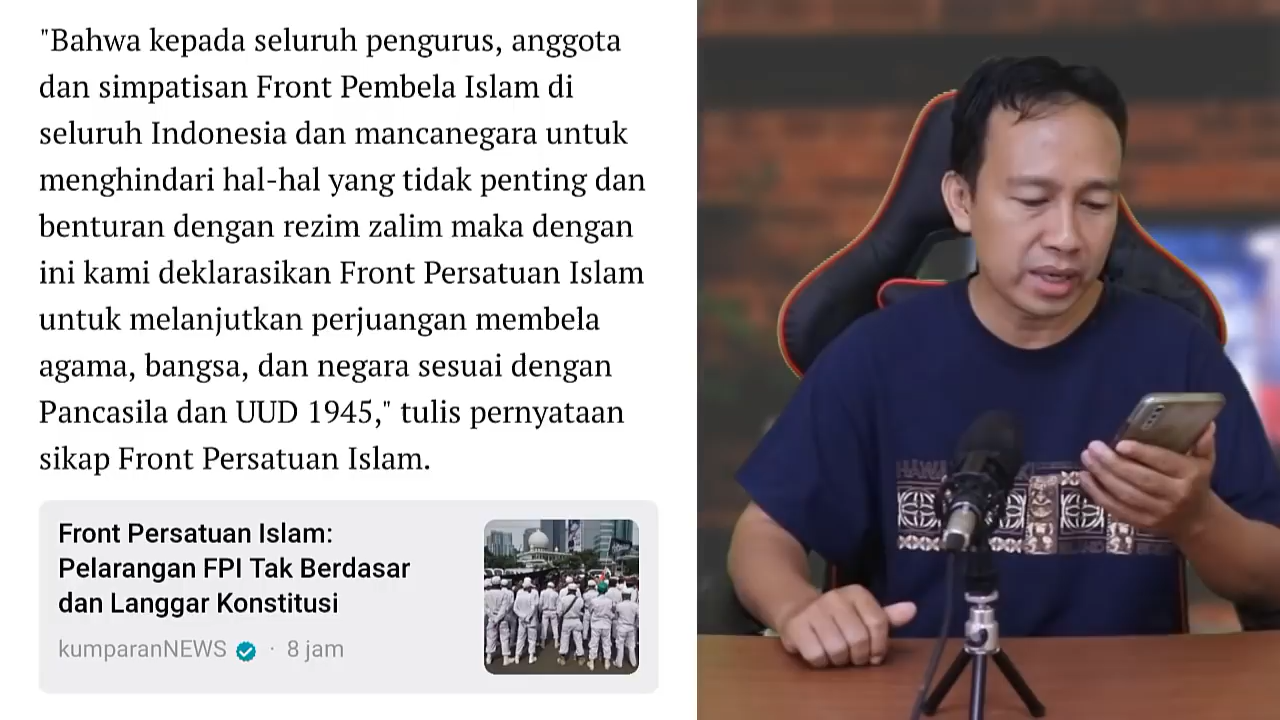 "Bahwa kepada seluruh pengurus, anggota
dan simpatisan Front Pembela Islam di
seluruh Indonesia dan mancanegara untuk
menghindari hal-hal yang tidak penting dan
benturan dengan rezim zalim maka dengan
ini kami deklarasikan Front Persatuan Islam
untuk melanjutkan perjuangan membela
agama, bangsa, dan negara sesuai dengan
Pancasila dan UUD 1945," tulis pernyataan
sikap Front Persatuan Islam.
Front Persatuan Islam:
Pelarangan FPI Tak Berdasar
dan Langgar Konstitusi
kumparanNEWS · 8 jam